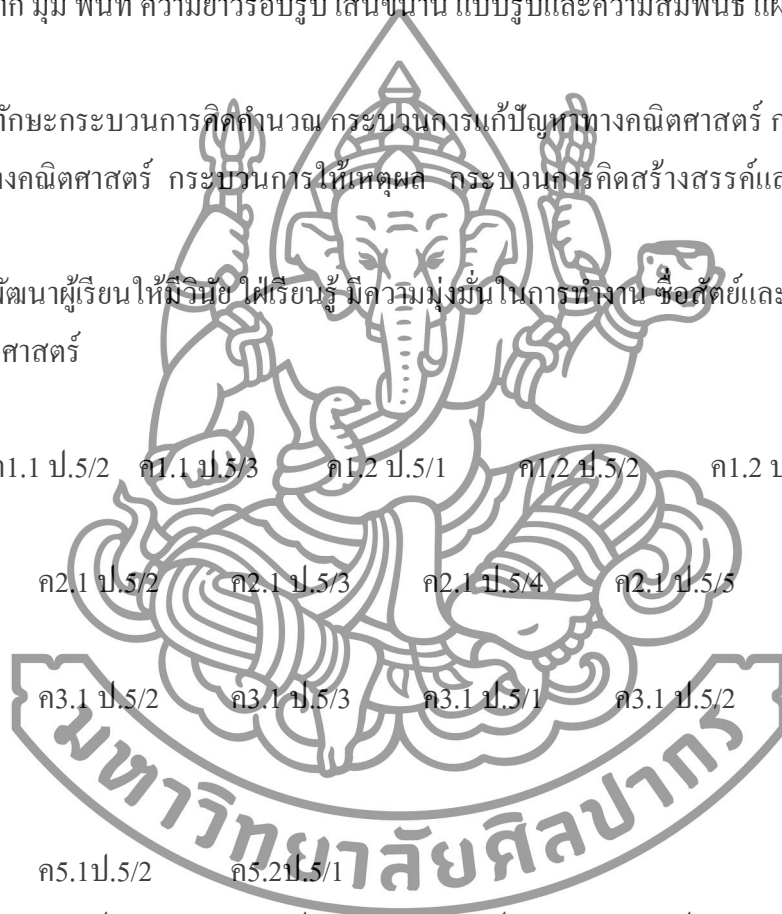 มุม พื้นที่ ความยาวรอบรูป เส้นขนาน แบบรูปและความสัมพันธ์
ทักษะกระบวนการคิดคำนวณ กระบวนการแก้ปัญหาทางคณิตศาสตร์
คณิตศาสตร์ กระบวนการให้เหตุผล กระบวนการคิดสร้างสรรค์และ
พัฒนาผู้เรียนให้มีวินัย ใฝ่เรียนรู้ มีความมุ่งมั่นในการทำงาน ซื่อสัตย์และ
ศาสตร์
ค1.1 ป.5/2 ค1.1 ป.5/3 ค1.2 ป.5/1 ค1.2 ป.5/2 ค1.2
ค2.1 ป.5/2 ค2.1 ป.5/3 ค2.1 ป.5/4 ค2.1 ป.5/5
ค3.1 ป.5/2 ค3.1 ป.5/3 ค3.1 ป.5/1 ค3.1 ป.5/2
มหาวิทยาลัยศิลปากร
ค5.1ป.5/2 ค5.2ป.5/1